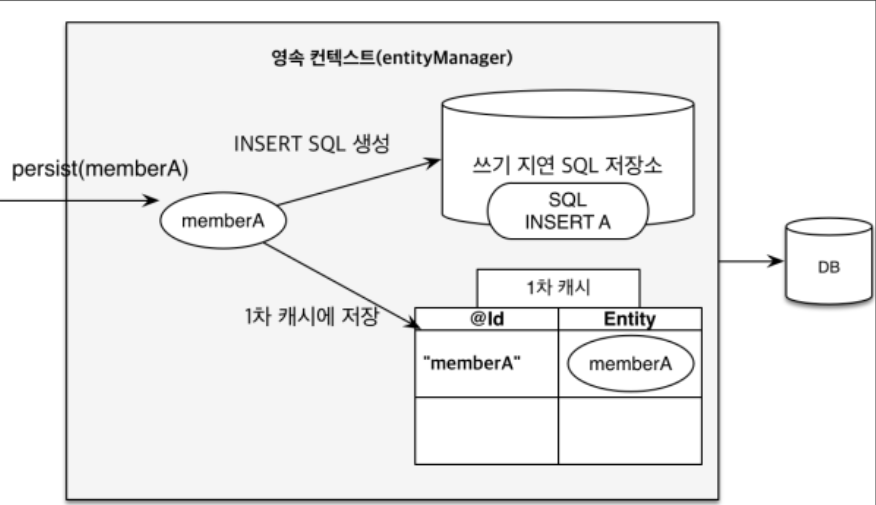 영속 컨텍스트(entityManager)
INSERT SQL 생성
persist(memberA)
memberA
쓰기 지연 SQL 저장소
SQL
INSERT A
DB
1차 캐시에 저장
1차 캐시
@Id Entity
"memberA" memberA